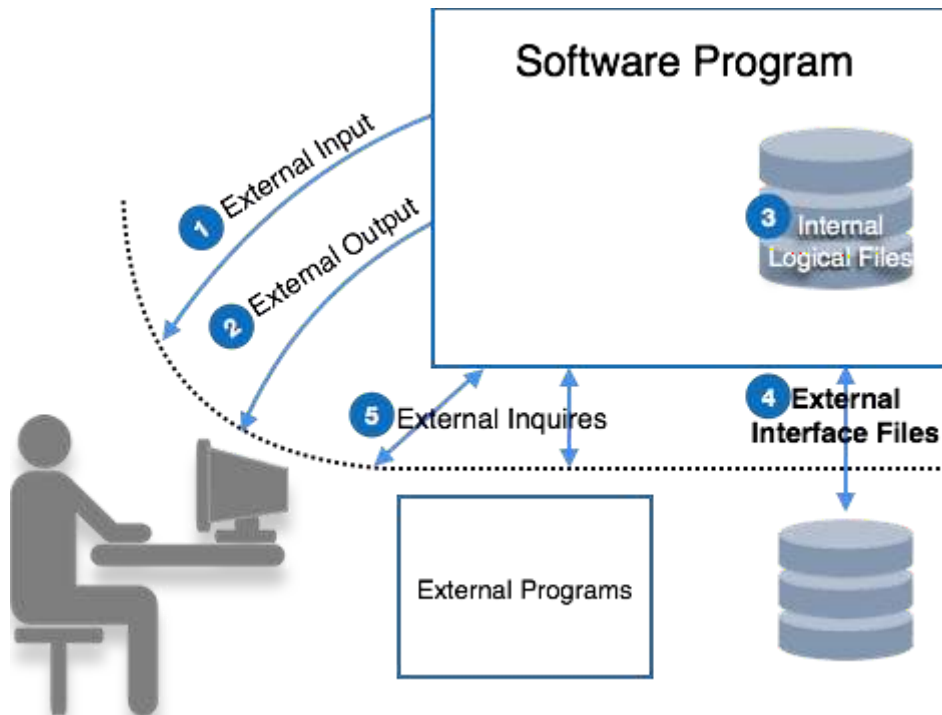 Software Program
1 External Input
2 External Output
3 Internal
Logical Files
5 External Inquires
4 External
Interface Files
External Programs